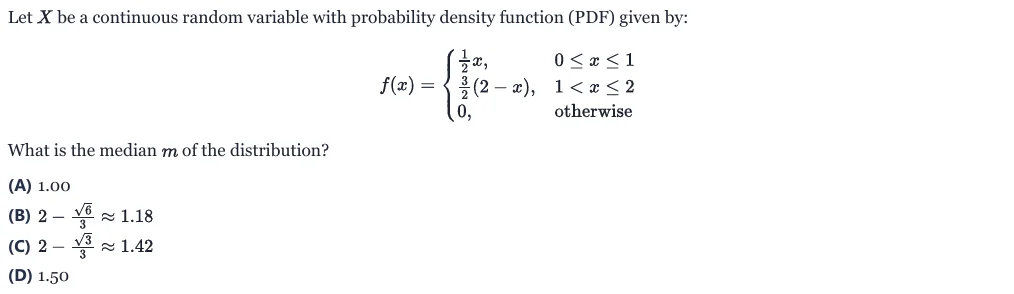 Let X be a continuous random variable with probability density function (PDF) given by:
f(x) = { 1/2 x, 0 ≤ x ≤ 1
3/2 (2 − x), 1 < x ≤ 2
0, otherwise
What is the median m of the distribution?
(A) 1.00
(B) 2 − √6/3 ≈ 1.18
(C) 2 − √3/3 ≈ 1.42
(D) 1.50